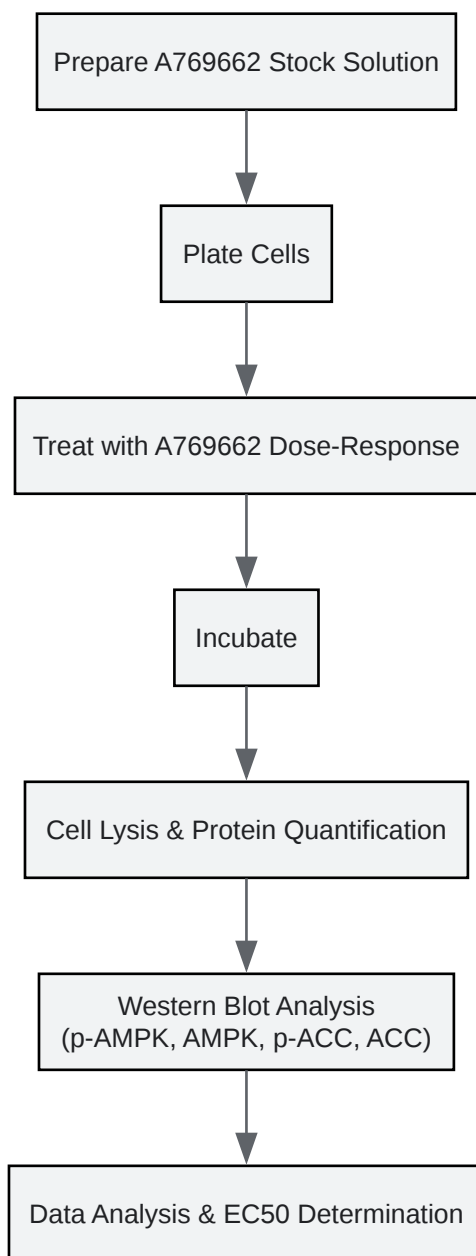 Prepare A769662 Stock Solution
Plate Cells
Treat with A769662 Dose-Response
Incubate
Cell Lysis & Protein Quantification
Western Blot Analysis
(p-AMPK, AMPK, p-ACC, ACC)
Data Analysis & EC50 Determination